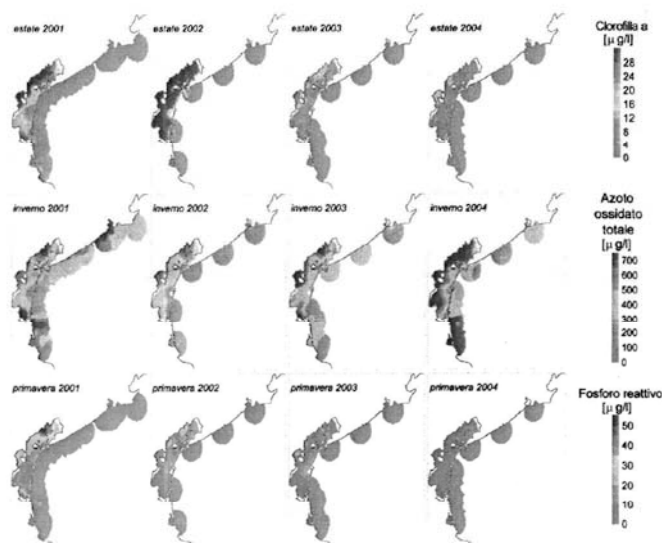 estate 2001
estate 2002
estate 2003
estate 2004
Clorofilla a
[µ g/l]
28
24
20
16
12
8
4
0
inverno 2001
inverno 2002
inverno 2003
inverno 2004
Azoto
ossidato
totale
[µ g/l]
700
600
500
400
300
200
100
0
primavera 2001
primavera 2002
primavera 2003
primavera 2004
Fosforo reattivo
[µ g/l]
50
40
30
20
10
0